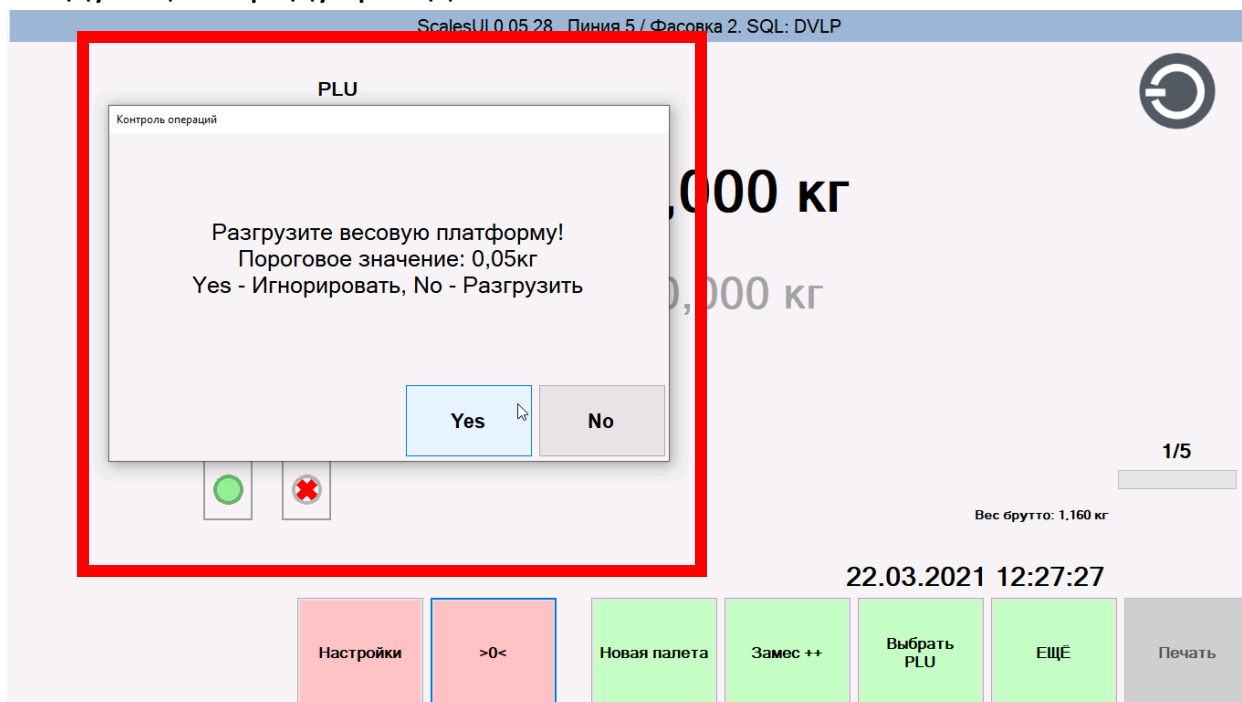 ScalesUI 0.05.28. Линия 5 / Фасовка 2. SQL: DVLP
PLU
Контроль операций
,000 кг
Разгрузите весовую платформу!
Пороговое значение: 0,05кг
Yes - Игнорировать, No - Разгрузить
0,000 кг
Yes
No
1/5
Вес брутто: 1,160 кг
22.03.2021 12:27:27
Настройки
>0<
Новая палета
Замес ++
Выбрать
PLU
ЕЩЁ
Печать